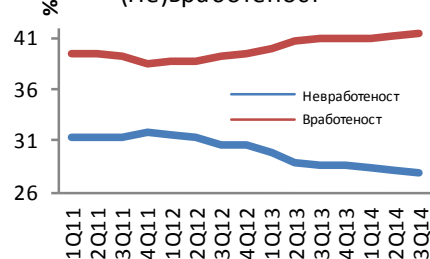 (Не)вработеност
%
41
36
31
26
Невработеност
Вработеност
1Q11
2Q11
3Q11
4Q11
1Q12
2Q12
3Q12
4Q12
1Q13
2Q13
3Q13
4Q13
1Q14
2Q14
3Q14